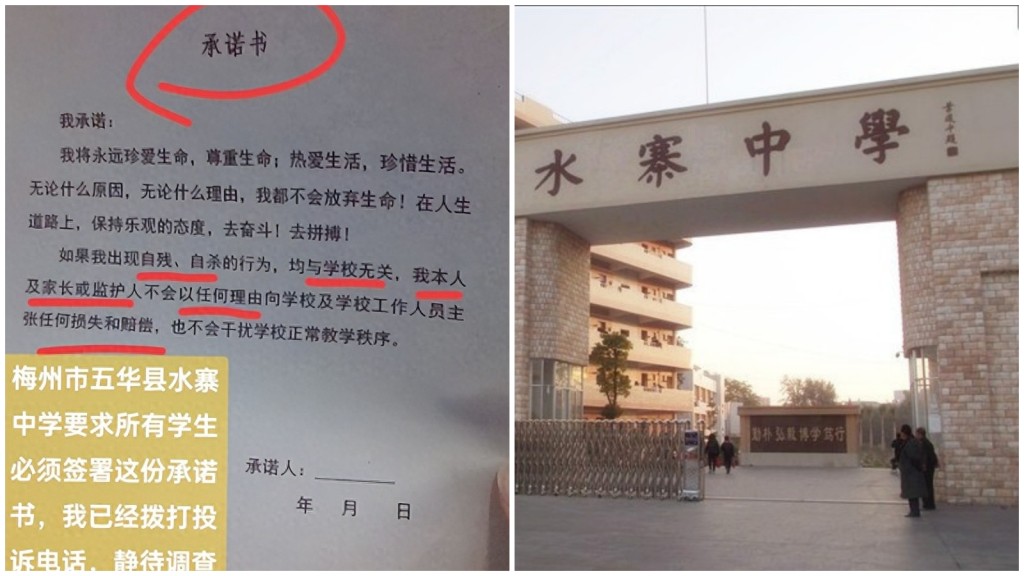 承诺书
我承诺：
我将永远珍爱生命，尊重生命；热爱生活，珍惜生活。
无论什么原因，无论什么理由，我都不会放弃生命！在人生
道路上，保持乐观的态度，去奋斗！去拼搏！
如果我出现自残、自杀的行为，均与学校无关，我本人
及家长或监护人不会以任何理由向学校及学校工作人员主
张任何损失和赔偿，也不会干扰学校正常教学秩序。
承诺人：
年 月 日
梅州市五华县水寨
中学要求所有学生
必须签署这份承诺
书，我已经拨打投
诉电话，静待调查
水寨中學
勤朴弘毅博学笃行